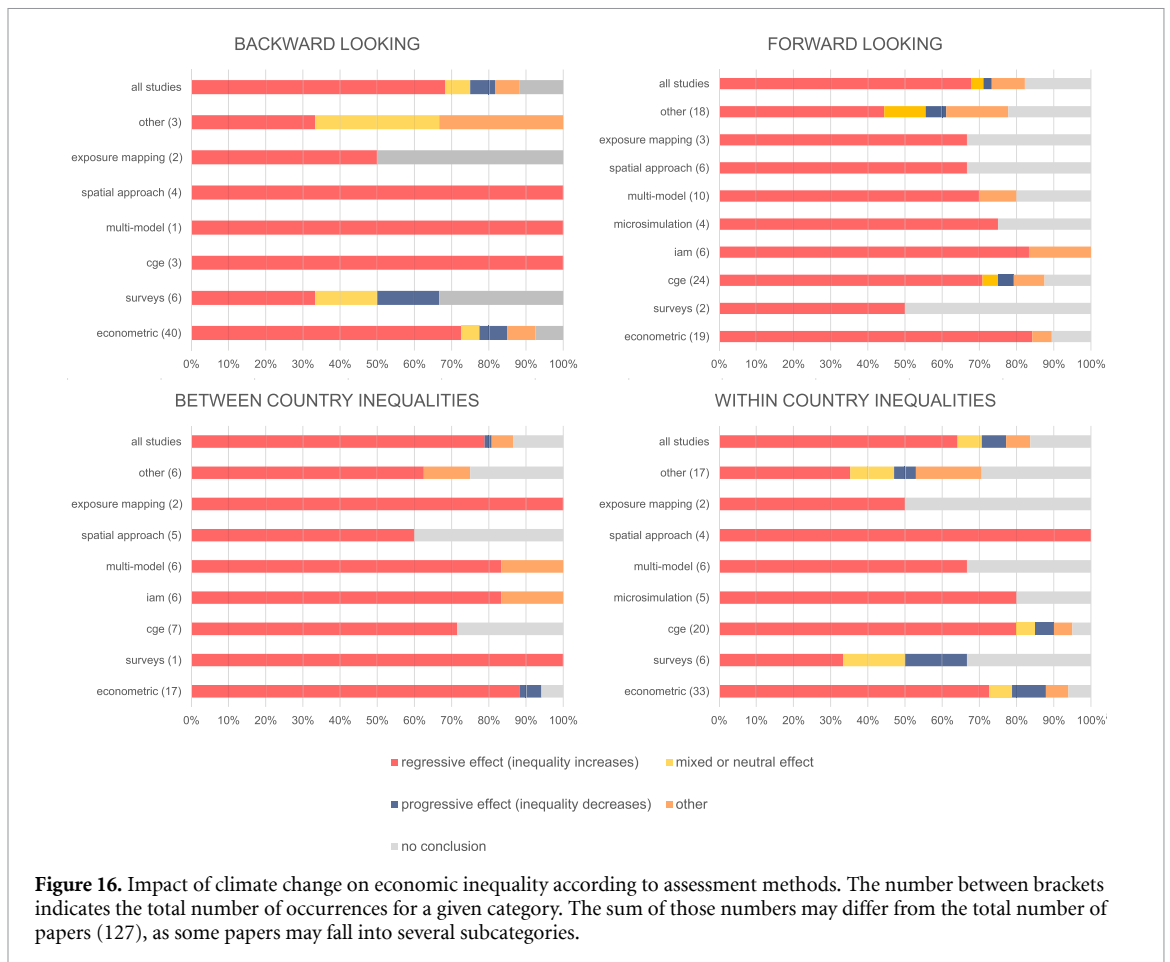 BACKWARD LOOKING
all studies
other (3)
exposure mapping (2)
spatial approach (4)
multi-model (1)
cge (3)
surveys (6)
econometric (40)
0% 10% 20% 30% 40% 50% 60% 70% 80% 90% 100%
FORWARD LOOKING
all studies
other (18)
exposure mapping (3)
spatial approach (6)
multi-model (10)
microsimulation (4)
iam (6)
cge (24)
surveys (2)
econometric (19)
0% 10% 20% 30% 40% 50% 60% 70% 80% 90% 100%
BETWEEN COUNTRY INEQUALITIES
all studies
other (6)
exposure mapping (2)
spatial approach (5)
multi-model (6)
iam (6)
cge (7)
surveys (1)
econometric (17)
0% 10% 20% 30% 40% 50% 60% 70% 80% 90% 100%
WITHIN COUNTRY INEQUALITIES
all studies
other (17)
exposure mapping (2)
spatial approach (4)
multi-model (6)
microsimulation (5)
cge (20)
surveys (6)
econometric (33)
0% 10% 20% 30% 40% 50% 60% 70% 80% 90% 100%
regressive effect (inequality increases) mixed or neutral effect
progressive effect (inequality decreases) other
no conclusion
Figure 16. Impact of climate change on economic inequality according to assessment methods. The number between brackets
indicates the total number of occurrences for a given category. The sum of those numbers may differ from the total number of
papers (127), as some papers may fall into several subcategories.